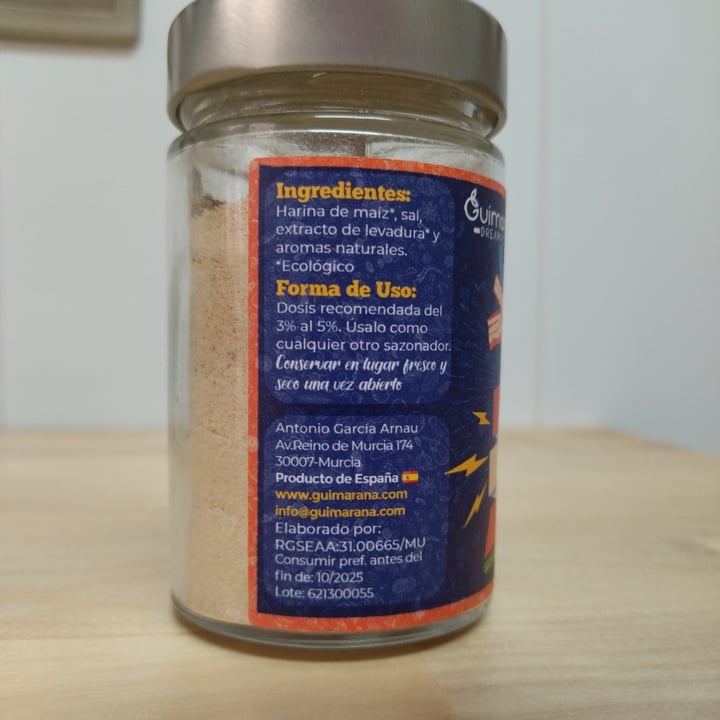 Ingredientes:
Harina de maíz*, sal,
extracto de levadura* y
aromas naturales.
*Ecológico
Forma de Uso:
Dosis recomendada del
3% al 5%. Úsalo como
cualquier otro sazonador.
Conservar en lugar fresco y
seco una vez abierto
Antonio García Arnau
Av.Reino de Murcia 174
30007-Murcia
Producto de España
www.guimarana.com
info@guimarana.com
Elaborado por:
RGSEAA:31.00665/MU
Consumir pref. antes del
fin de: 10/2025
Lote: 621300055